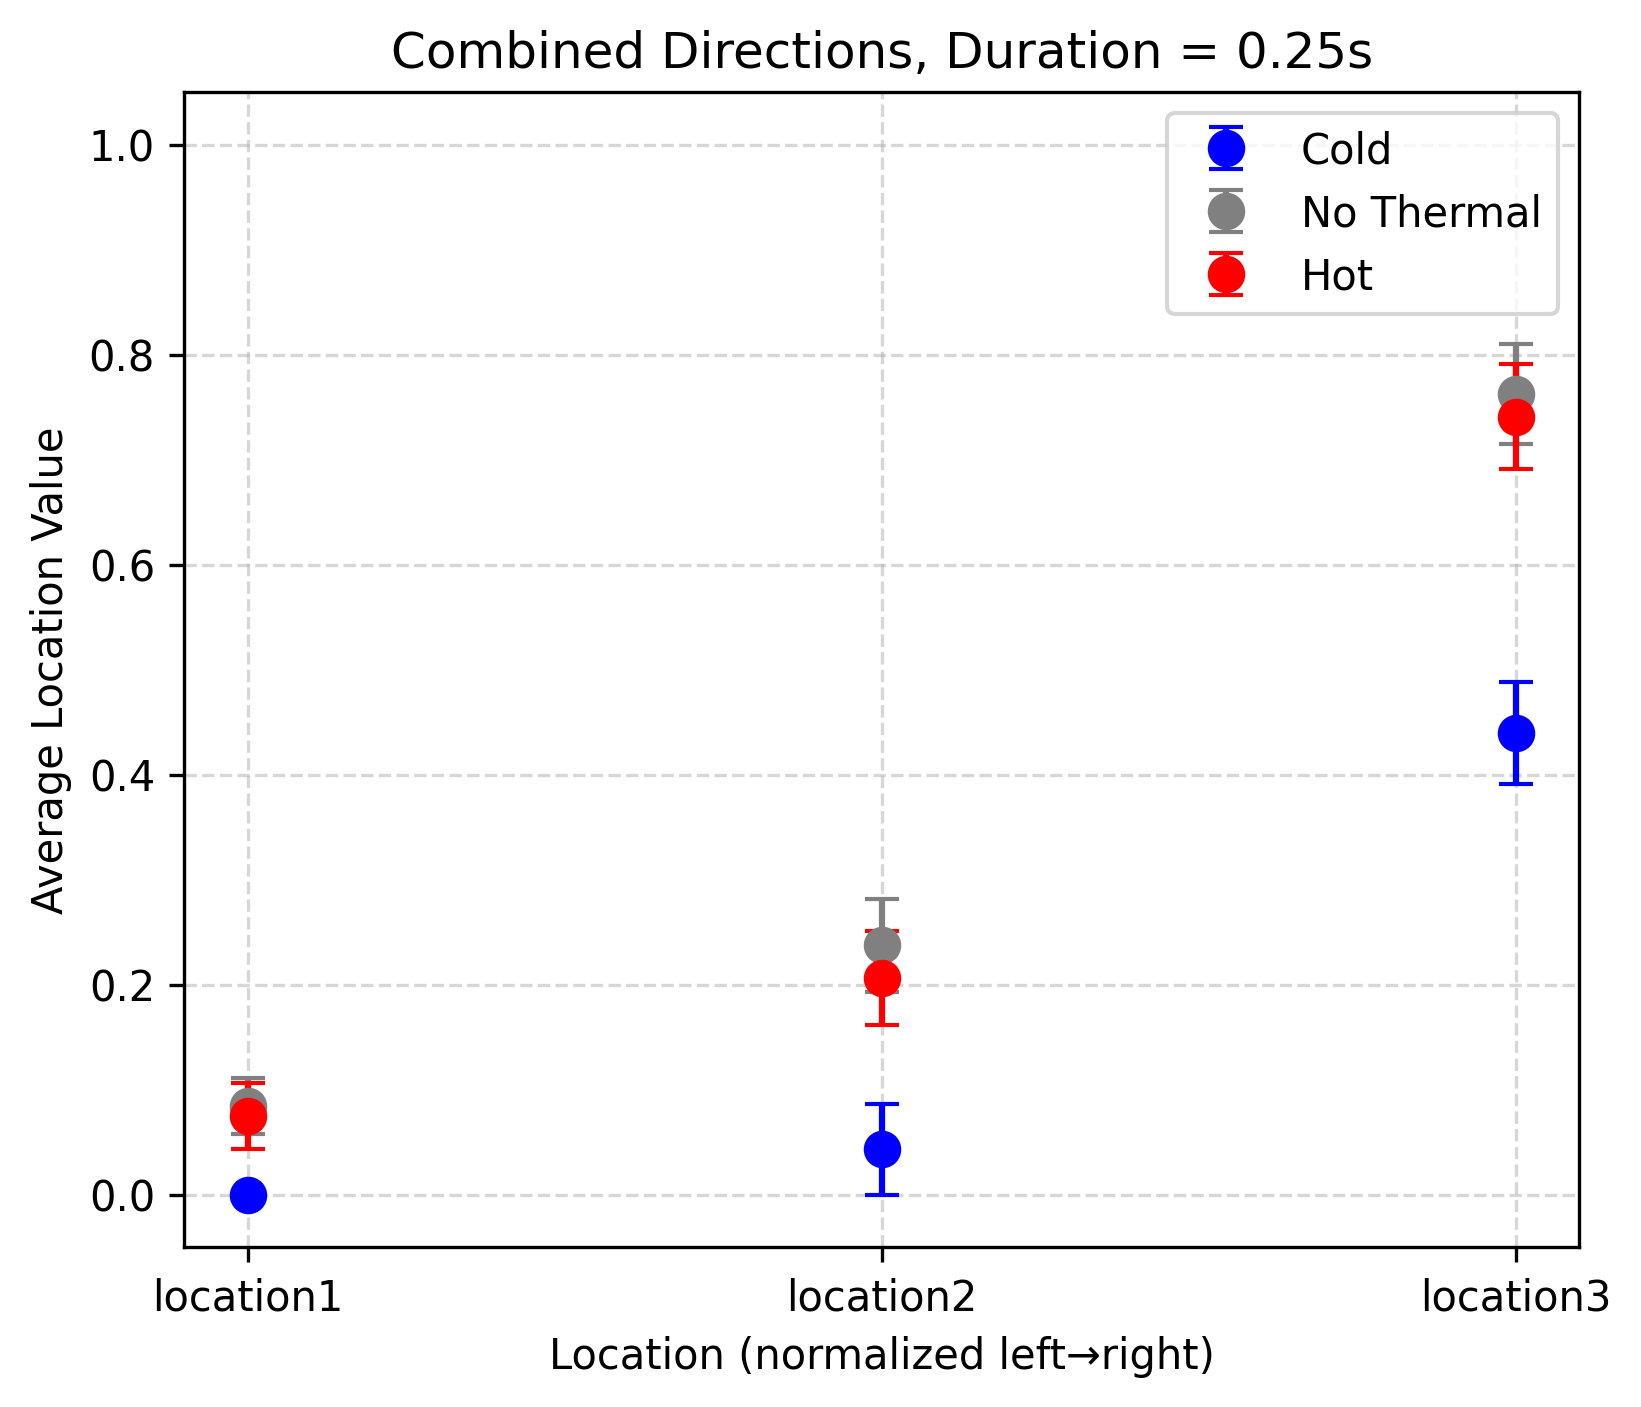 Combined Directions, Duration = 0.25s
Cold
No Thermal
Hot
Average Location Value
1.0
0.8
0.6
0.4
0.2
0.0
location1
location2
location3
Location (normalized left→right)